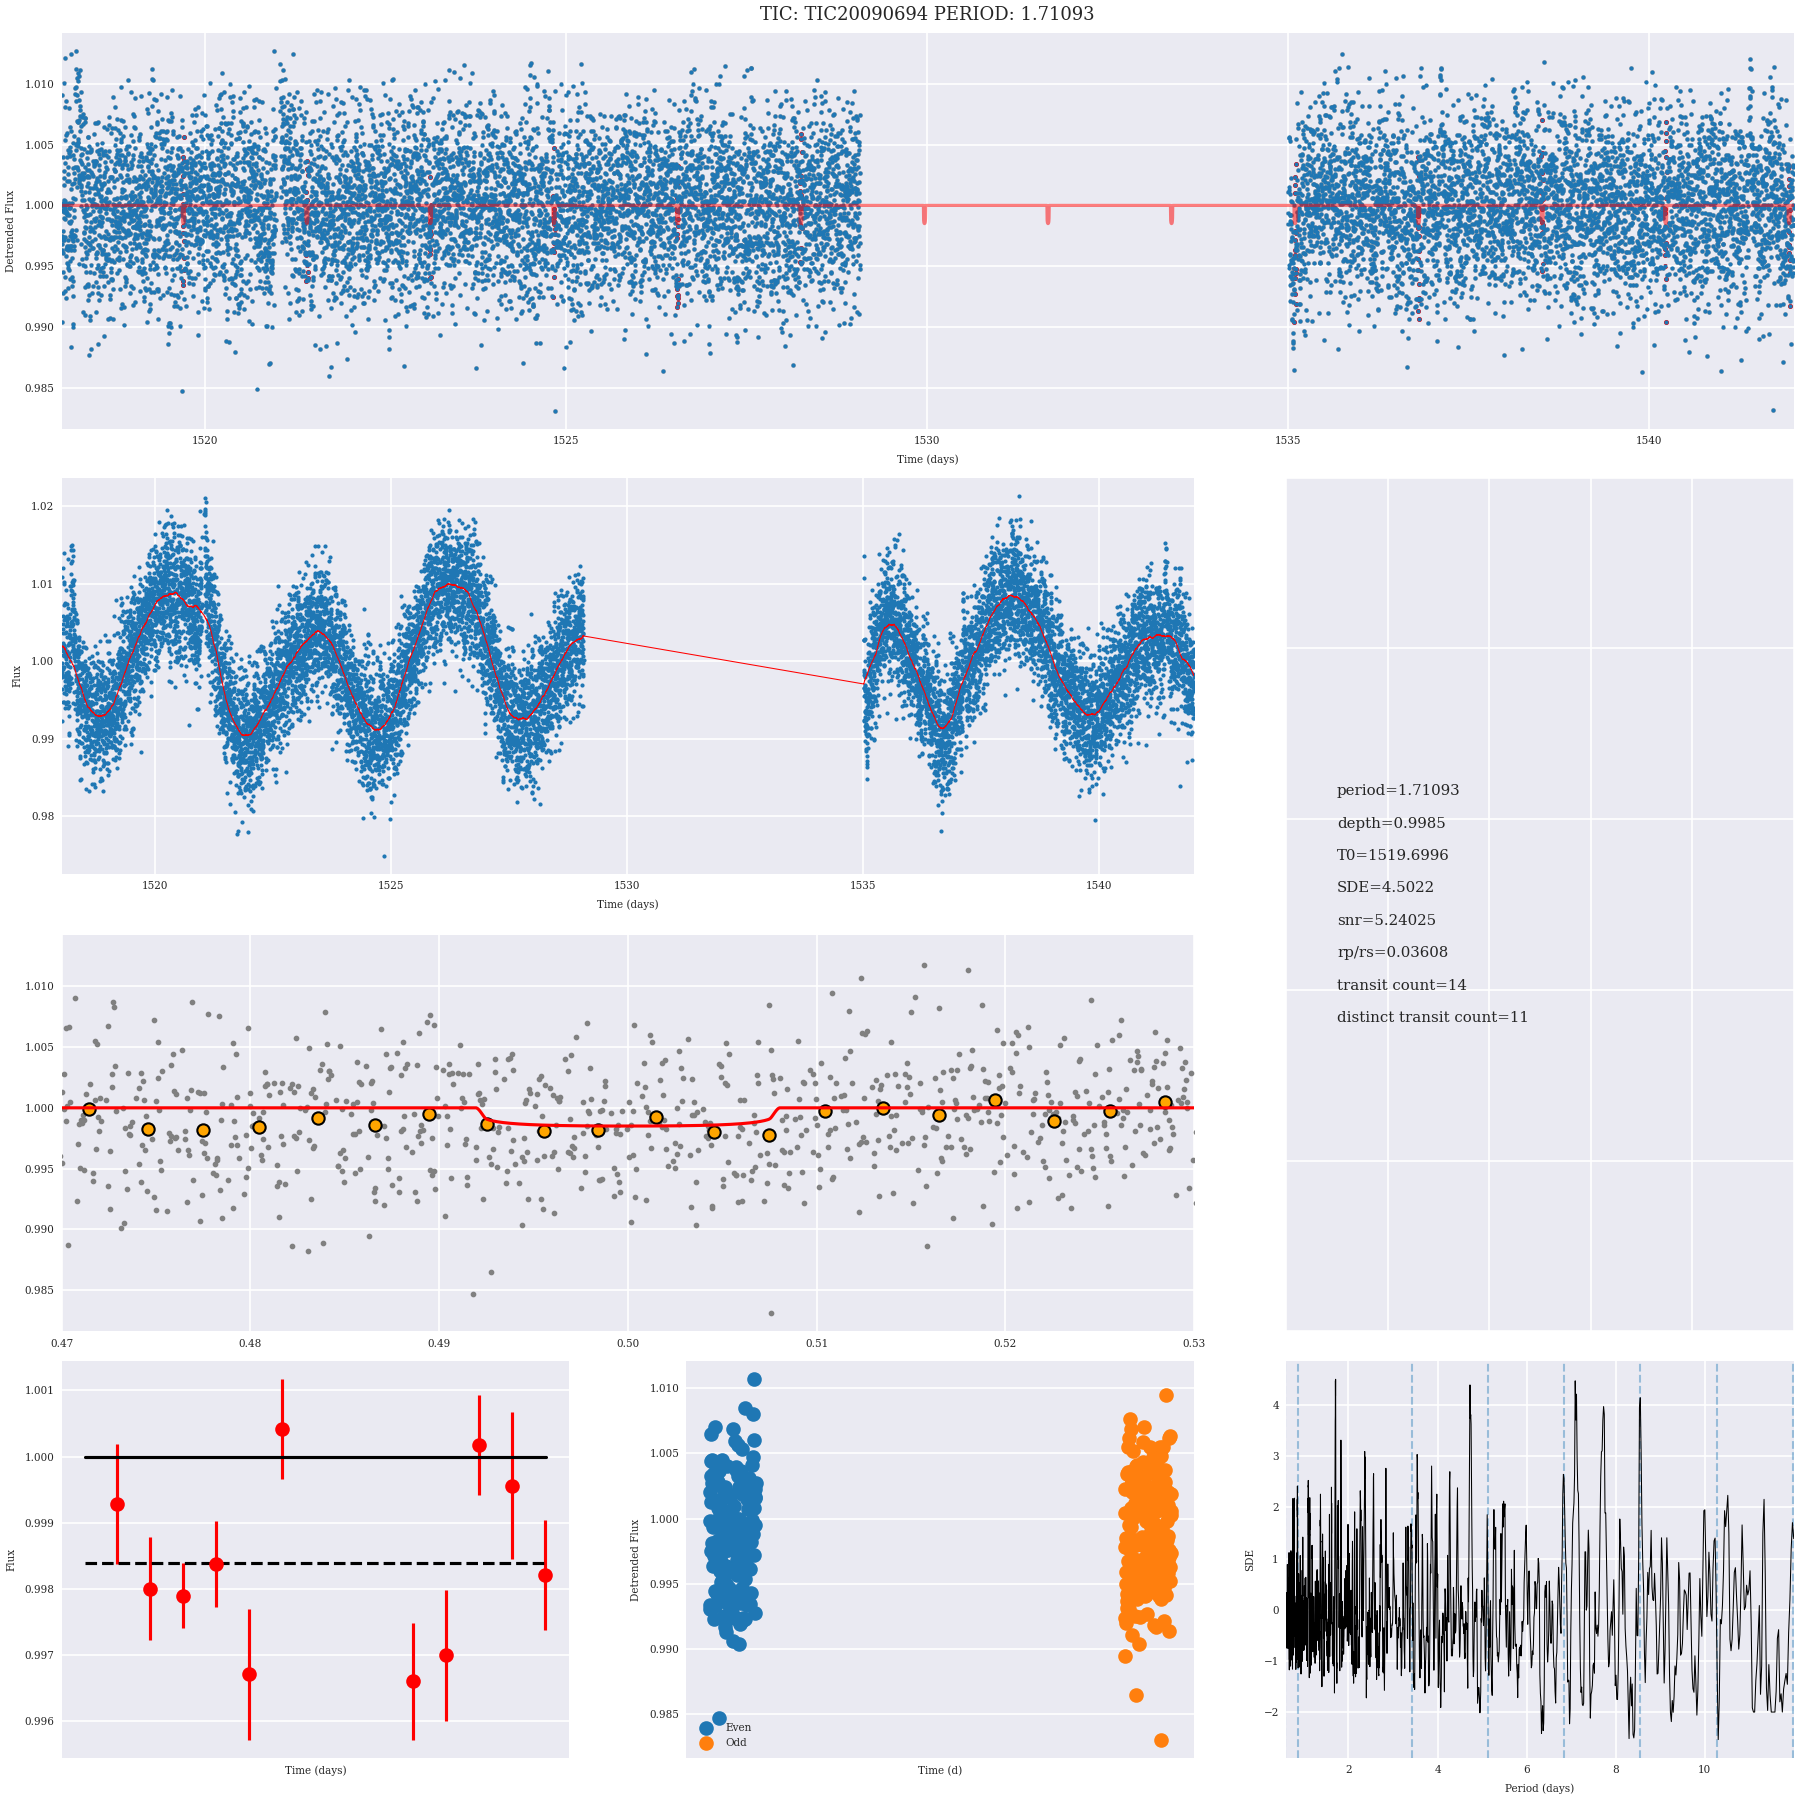 TIC: TIC20090694 PERIOD: 1.71093
1.010
1.005
1.000
0.995
0.990
0.985
Detrended Flux
1520
1525
1530
1535
1540
Time (days)
1.02
1.01
1.00
0.99
0.98
Flux
1520
1525
1530
1535
1540
Time (days)
period=1.71093
depth=0.9985
T0=1519.6996
SDE=4.5022
snr=5.24025
rp/rs=0.03608
transit count=14
distinct transit count=11
1.010
1.005
1.000
0.995
0.990
0.985
0.47
0.48
0.49
0.50
0.51
0.52
0.53
1.001
1.000
0.999
0.998
0.997
0.996
Flux
Time (days)
1.010
1.005
1.000
0.995
0.990
0.985
Detrended Flux
Even
Odd
Time (d)
4
3
2
1
0
−1
−2
SDE
2
4
6
8
10
Period (days)